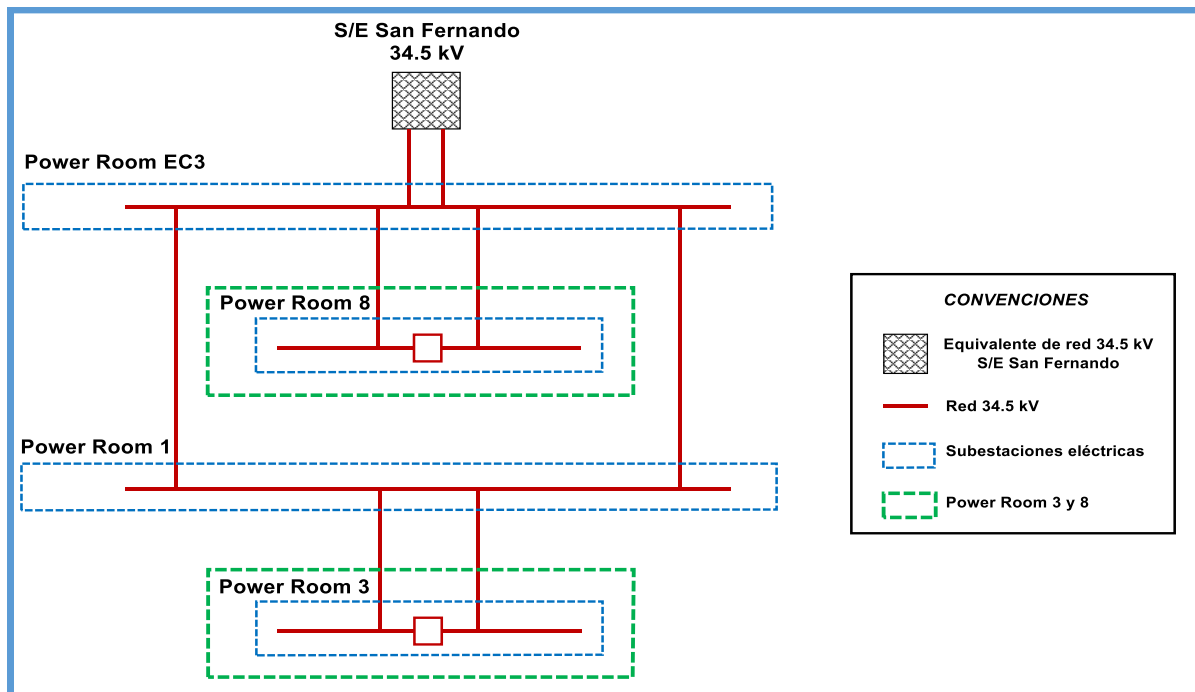 S/E San Fernando
34.5 kV
Power Room EC3
Power Room 8
Power Room 1
Power Room 3
CONVENCIONES
Equivalente de red 34.5 kV
S/E San Fernando
Red 34.5 kV
Subestaciones eléctricas
Power Room 3 y 8